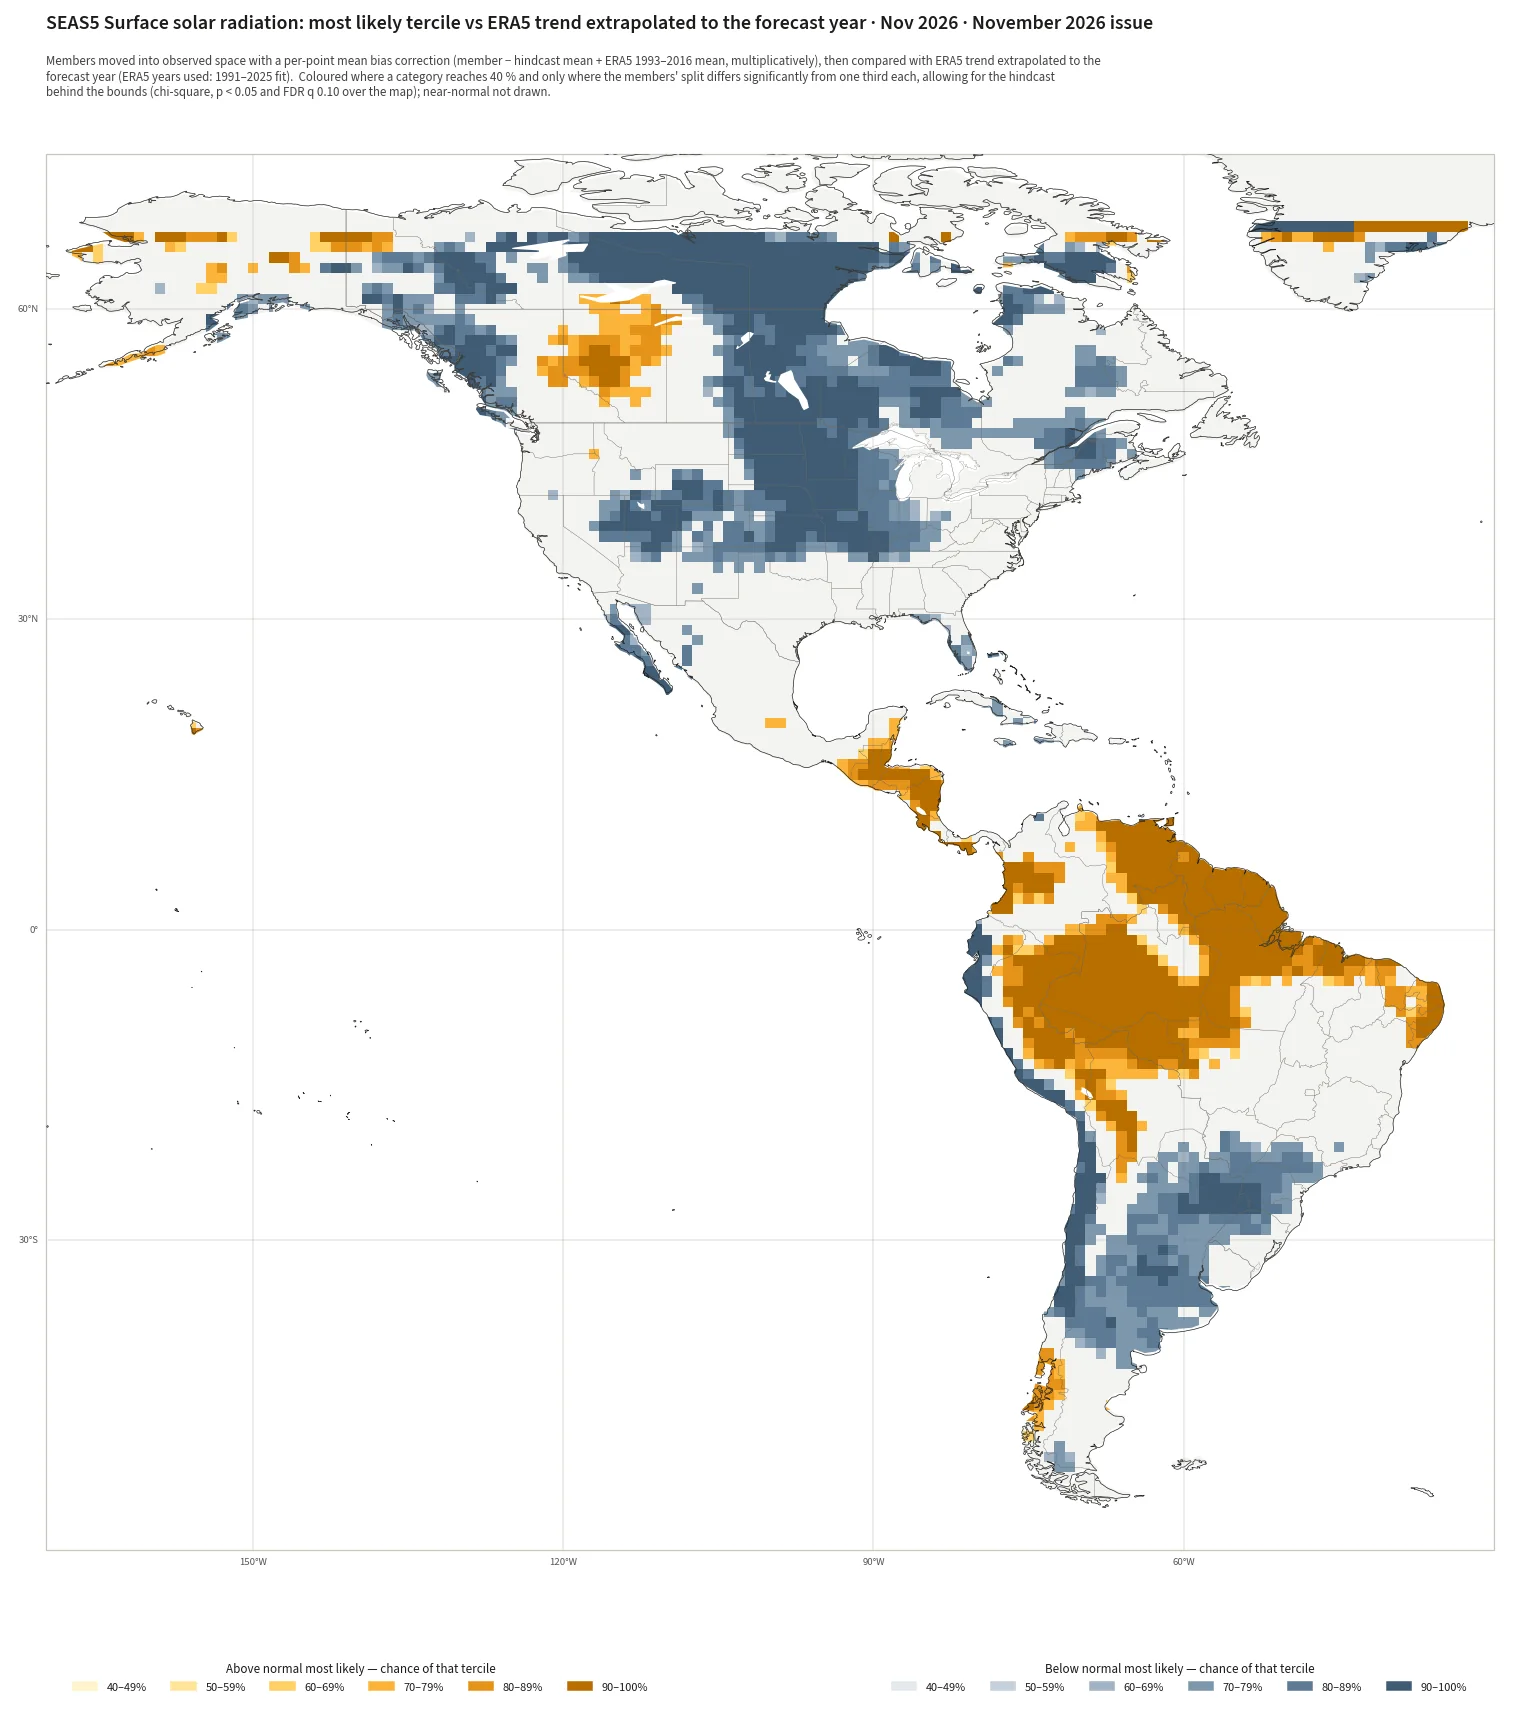 SEAS5 Surface solar radiation: most likely tercile vs ERA5 trend extrapolated to the forecast year · Nov 2026 · November 2026 issue
Members moved into observed space with a per-point mean bias correction (member − hindcast mean + ERA5 1993–2016 mean, multiplicatively), then compared with ERA5 trend extrapolated to the
forecast year (ERA5 years used: 1991–2025 fit). Coloured where a category reaches 40 % and only where the members' split differs significantly from one third each, allowing for the hindcast
behind the bounds (chi-square, p < 0.05 and FDR q 0.10 over the map); near-normal not drawn.
60°N
30°N
0°
30°S
150°W 120°W 90°W 60°W
Above normal most likely — chance of that tercile
40–49% 50–59% 60–69% 70–79% 80–89% 90–100%
Below normal most likely — chance of that tercile
40–49% 50–59% 60–69% 70–79% 80–89% 90–100%